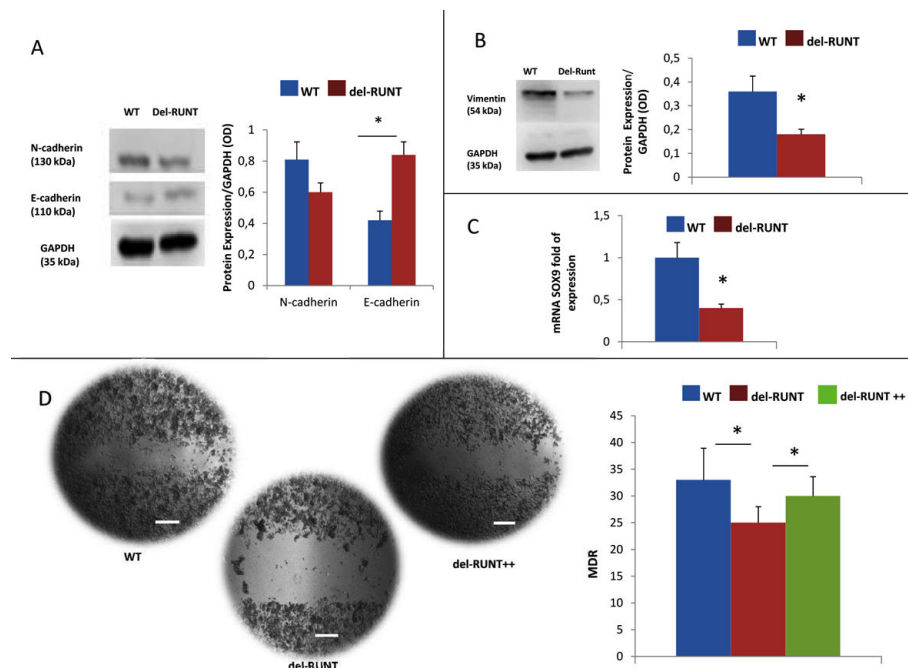 A
WT del-RUNT
WT Del-RUNT
N-cadherin
(130 kDa)
E-cadherin
(110 kDa)
GAPDH
(35 kDa)
Protein Expression/GAPDH (OD)
1
0,8
0,6
0,4
0,2
0
*
N-cadherin E-cadherin
B
WT del-RUNT
WT Del-Runt
Vimentin
(54 kDa)
GAPDH
(35 kDa)
Protein Expression/
GAPDH (OD)
0,5
0,4
0,3
0,2
0,1
0
*
C
WT del-RUNT
mRNA SOX9 fold of
expression
1,5
1
0,5
0
*
D
WT
del-RUNT
del-RUNT++
WT del-RUNT del-RUNT ++
MDR
45
40
35
30
25
20
15
10
5
0
* *